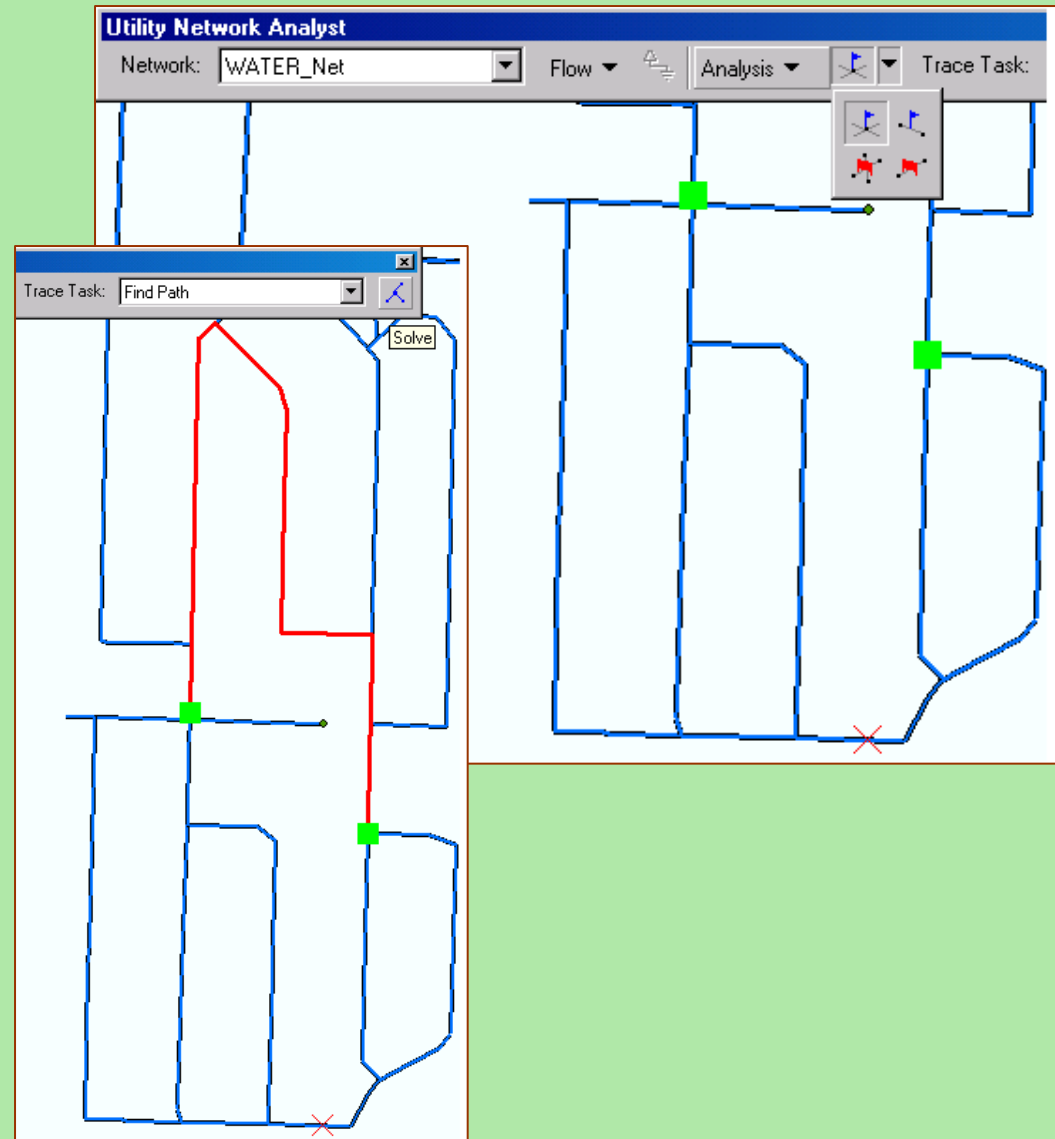 Utility Network Analyst
Network: WATER_Net Flow Analysis Trace Task:
Trace Task: Find Path
Solve